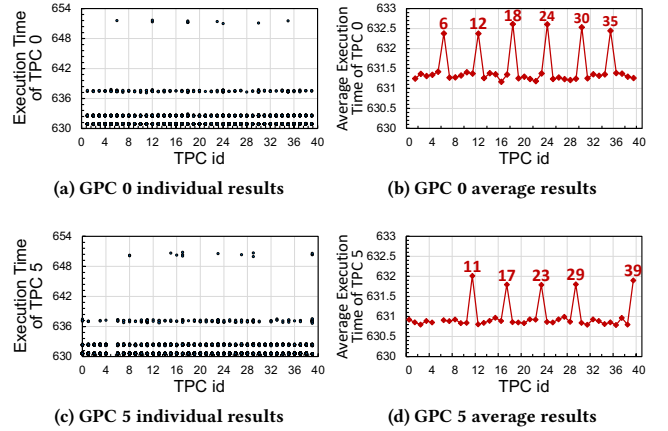 Execution Time
of TPC 0
654
648
642
636
630
0 4 8 12 16 20 24 28 32 36 40
TPC id
(a) GPC 0 individual results
Average Execution
Time of TPC 0
633
632.5
632
631.5
631
630.5
630
6 12 18 24 30 35
0 4 8 12 16 20 24 28 32 36 40
TPC id
(b) GPC 0 average results
Execution Time
of TPC 5
654
648
642
636
630
0 4 8 12 16 20 24 28 32 36 40
TPC id
(c) GPC 5 individual results
Average Execution
Time of TPC 5
633
632.5
632
631.5
631
630.5
630
11 17 23 29 39
0 4 8 12 16 20 24 28 32 36 40
TPC id
(d) GPC 5 average results